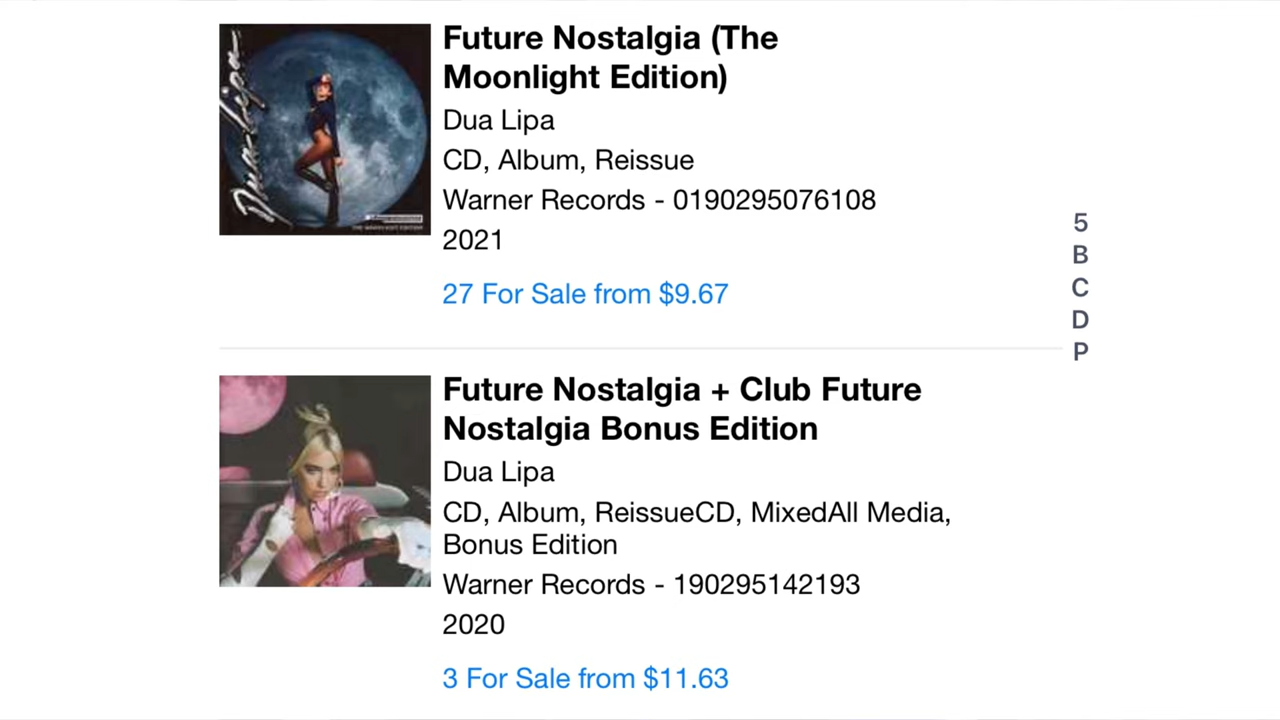 Dua Lipa
Future Nostalgia (The
Moonlight Edition)
Dua Lipa
CD, Album, Reissue
Warner Records - 0190295076108
2021
27 For Sale from $9.67
Future Nostalgia + Club Future
Nostalgia Bonus Edition
Dua Lipa
CD, Album, ReissueCD, MixedAll Media,
Bonus Edition
Warner Records - 190295142193
2020
3 For Sale from $11.63
5
B
C
D
P